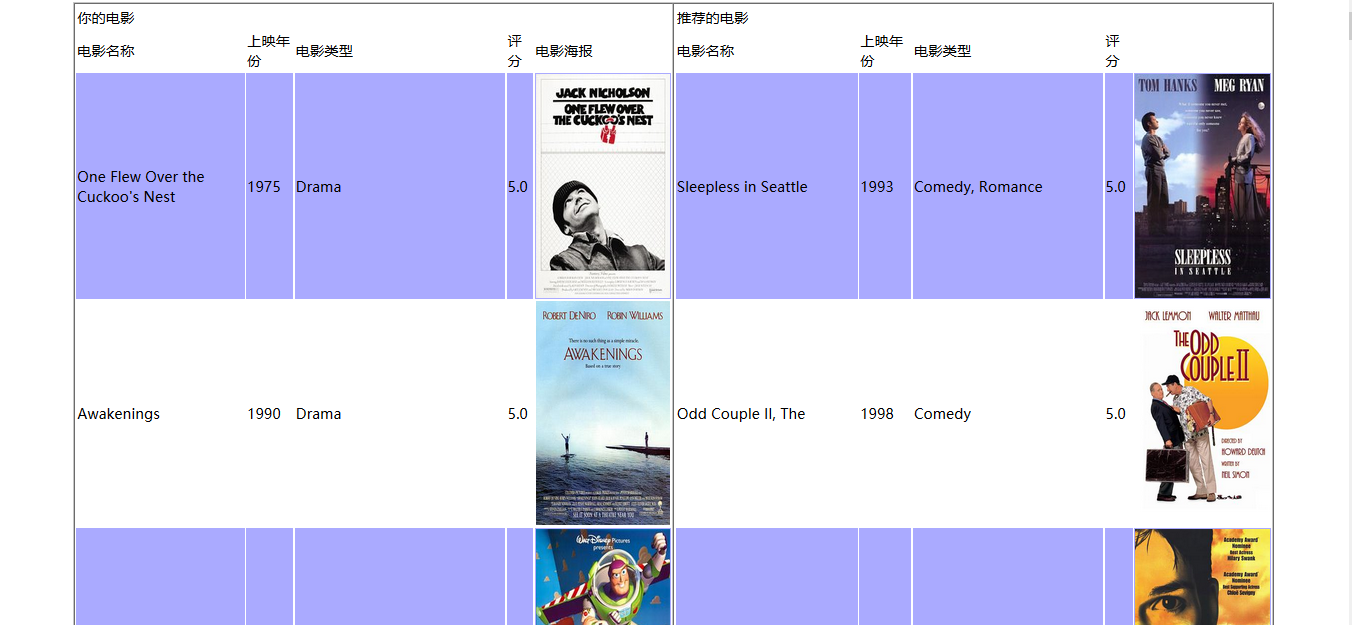 你的电影
推荐的电影
电影名称
上映年
份
电影类型
评
分
电影海报
电影名称
上映年
份
电影类型
评
分
One Flew Over the
Cuckoo's Nest
1975
Drama
5.0
JACK NICHOLSON
ONE FLEW OVER
THE CUCKOO'S NEST
Sleepless in Seattle
1993
Comedy, Romance
5.0
TOM HANKS MEG RYAN
SLEEPLESS
IN SEATTLE
Awakenings
1990
Drama
5.0
ROBERT DENIRO ROBIN WILLIAMS
There is no such thing as a simple miracle.
AWAKENINGS
Based on a true story.
Odd Couple II, The
1998
Comedy
5.0
JACK LEMMON WALTER MATTHAU
THE ODD
COUPLE II
DIRECTED BY
HOWARD DEUTCH
WRITTEN BY
NEIL SIMON
WALT DISNEY Pictures
presents
Academy Award
Nominee
Best Actress
Hilary Swank
Academy Award
Nominee
Best Supporting Actress
Chloë Sevigny